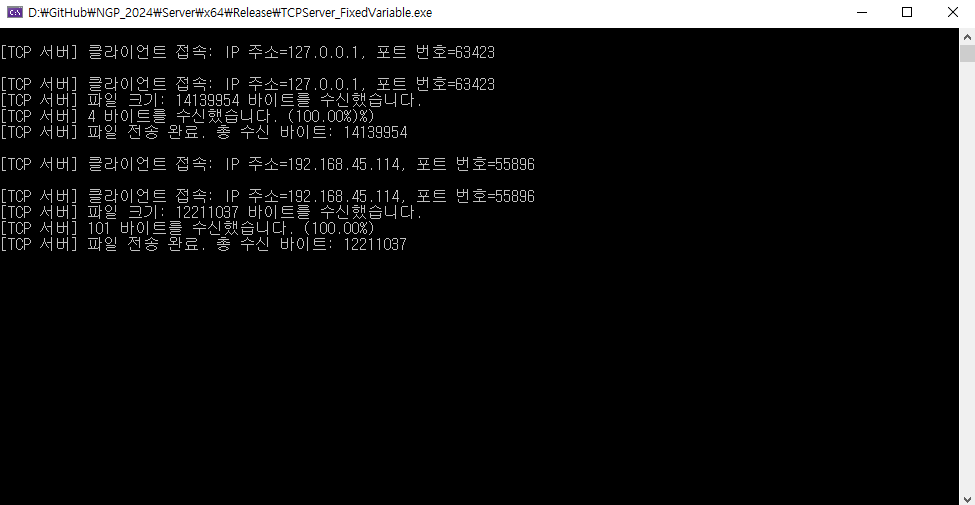 D:₩GitHub₩NGP_2024₩Server₩x64₩Release₩TCPServer_FixedVariable.exe
[TCP 서버] 클라이언트 접속: IP 주소=127.0.0.1, 포트 번호=63423
[TCP 서버] 클라이언트 접속: IP 주소=127.0.0.1, 포트 번호=63423
[TCP 서버] 파일 크기: 14139954 바이트를 수신했습니다.
[TCP 서버] 4 바이트를 수신했습니다. (100.00%)%)
[TCP 서버] 파일 전송 완료. 총 수신 바이트: 14139954
[TCP 서버] 클라이언트 접속: IP 주소=192.168.45.114, 포트 번호=55896
[TCP 서버] 클라이언트 접속: IP 주소=192.168.45.114, 포트 번호=55896
[TCP 서버] 파일 크기: 12211037 바이트를 수신했습니다.
[TCP 서버] 101 바이트를 수신했습니다. (100.00%)
[TCP 서버] 파일 전송 완료. 총 수신 바이트: 12211037